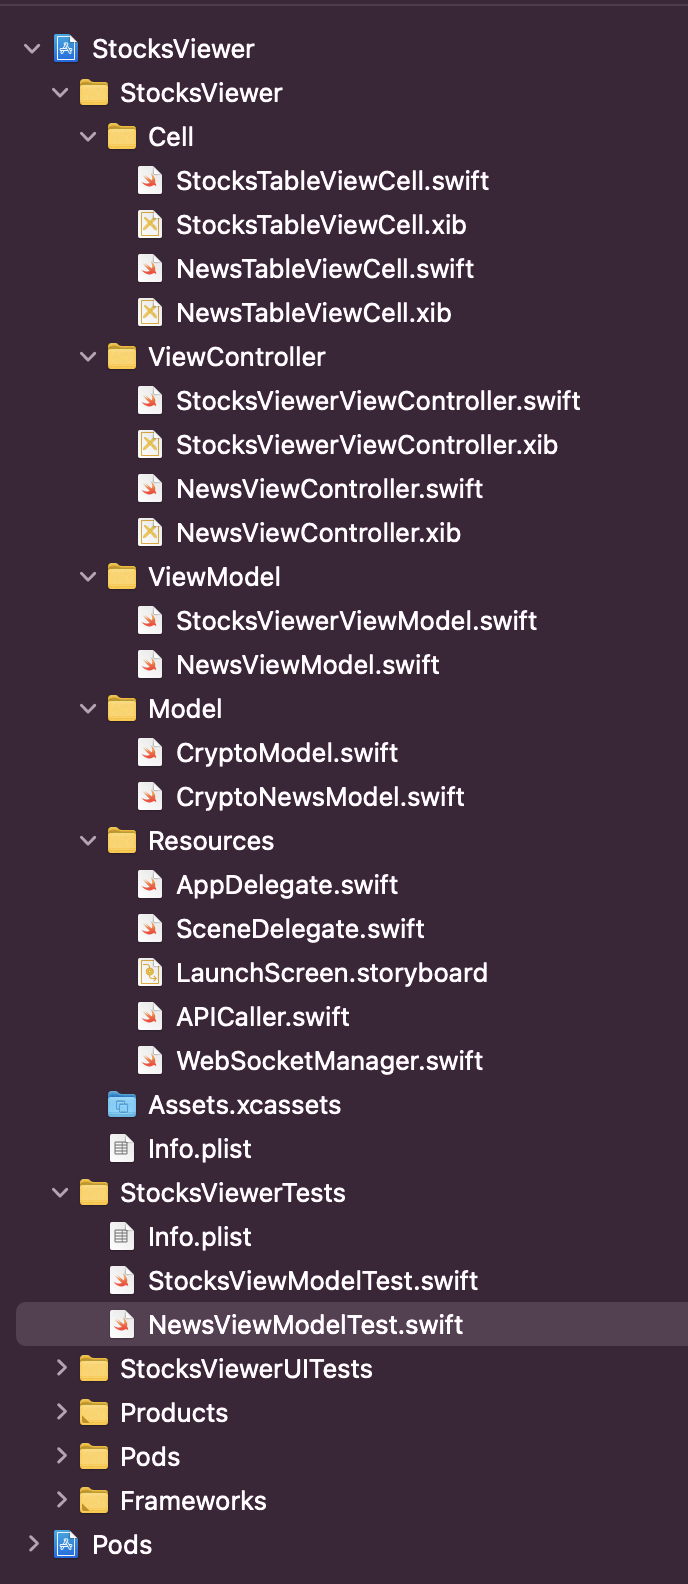 StocksViewer
StocksViewer
Cell
StocksTableViewCell.swift
StocksTableViewCell.xib
NewsTableViewCell.swift
NewsTableViewCell.xib
ViewController
StocksViewerViewController.swift
StocksViewerViewController.xib
NewsViewController.swift
NewsViewController.xib
ViewModel
StocksViewerViewModel.swift
NewsViewModel.swift
Model
CryptoModel.swift
CryptoNewsModel.swift
Resources
AppDelegate.swift
SceneDelegate.swift
LaunchScreen.storyboard
APICaller.swift
WebSocketManager.swift
Assets.xcassets
Info.plist
StocksViewerTests
Info.plist
StocksViewModelTest.swift
NewsViewModelTest.swift
StocksViewerUITests
Products
Pods
Frameworks
Pods